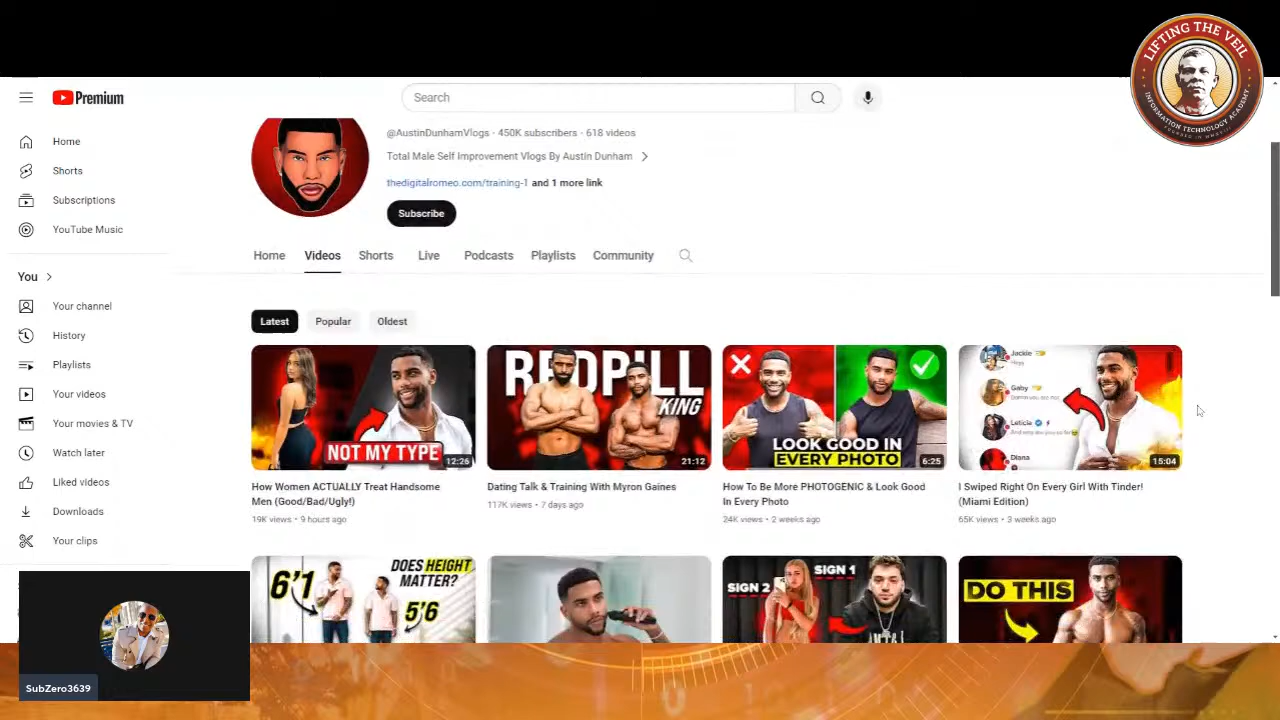 LIFTING THE VEIL
INFORMATION TECHNOLOGY ACADEMY
Premium
Search
Home
Shorts
Subscriptions
YouTube Music
You
Your channel
History
Playlists
Your videos
Your movies & TV
Watch later
Liked videos
Downloads
Your clips
@AustinDunhamVlogs · 450K subscribers · 618 videos
Total Male Self Improvement Vlogs By Austin Dunham
thedigitalromeo.com/training-1 and 1 more link
Subscribe
Home Videos Shorts Live Podcasts Playlists Community
Latest Popular Oldest
NOT MY TYPE
12:26
How Women ACTUALLY Treat Handsome
Men (Good/Bad/Ugly!)
19K views • 9 hours ago
REDPILL
KING
21:12
Dating Talk & Training With Myron Gaines
117K views • 7 days ago
LOOK GOOD IN
EVERY PHOTO
6:25
How To Be More PHOTOGENIC & Look Good
In Every Photo
24K views • 2 weeks ago
Jackie
Gaby
Leticia
Diana
15:04
I Swiped Right On Every Girl With Tinder!
(Miami Edition)
65K views • 3 weeks ago
6'1
DOES HEIGHT
MATTER?
5'6
SIGN 2
SIGN 1
DO THIS
SubZero3639